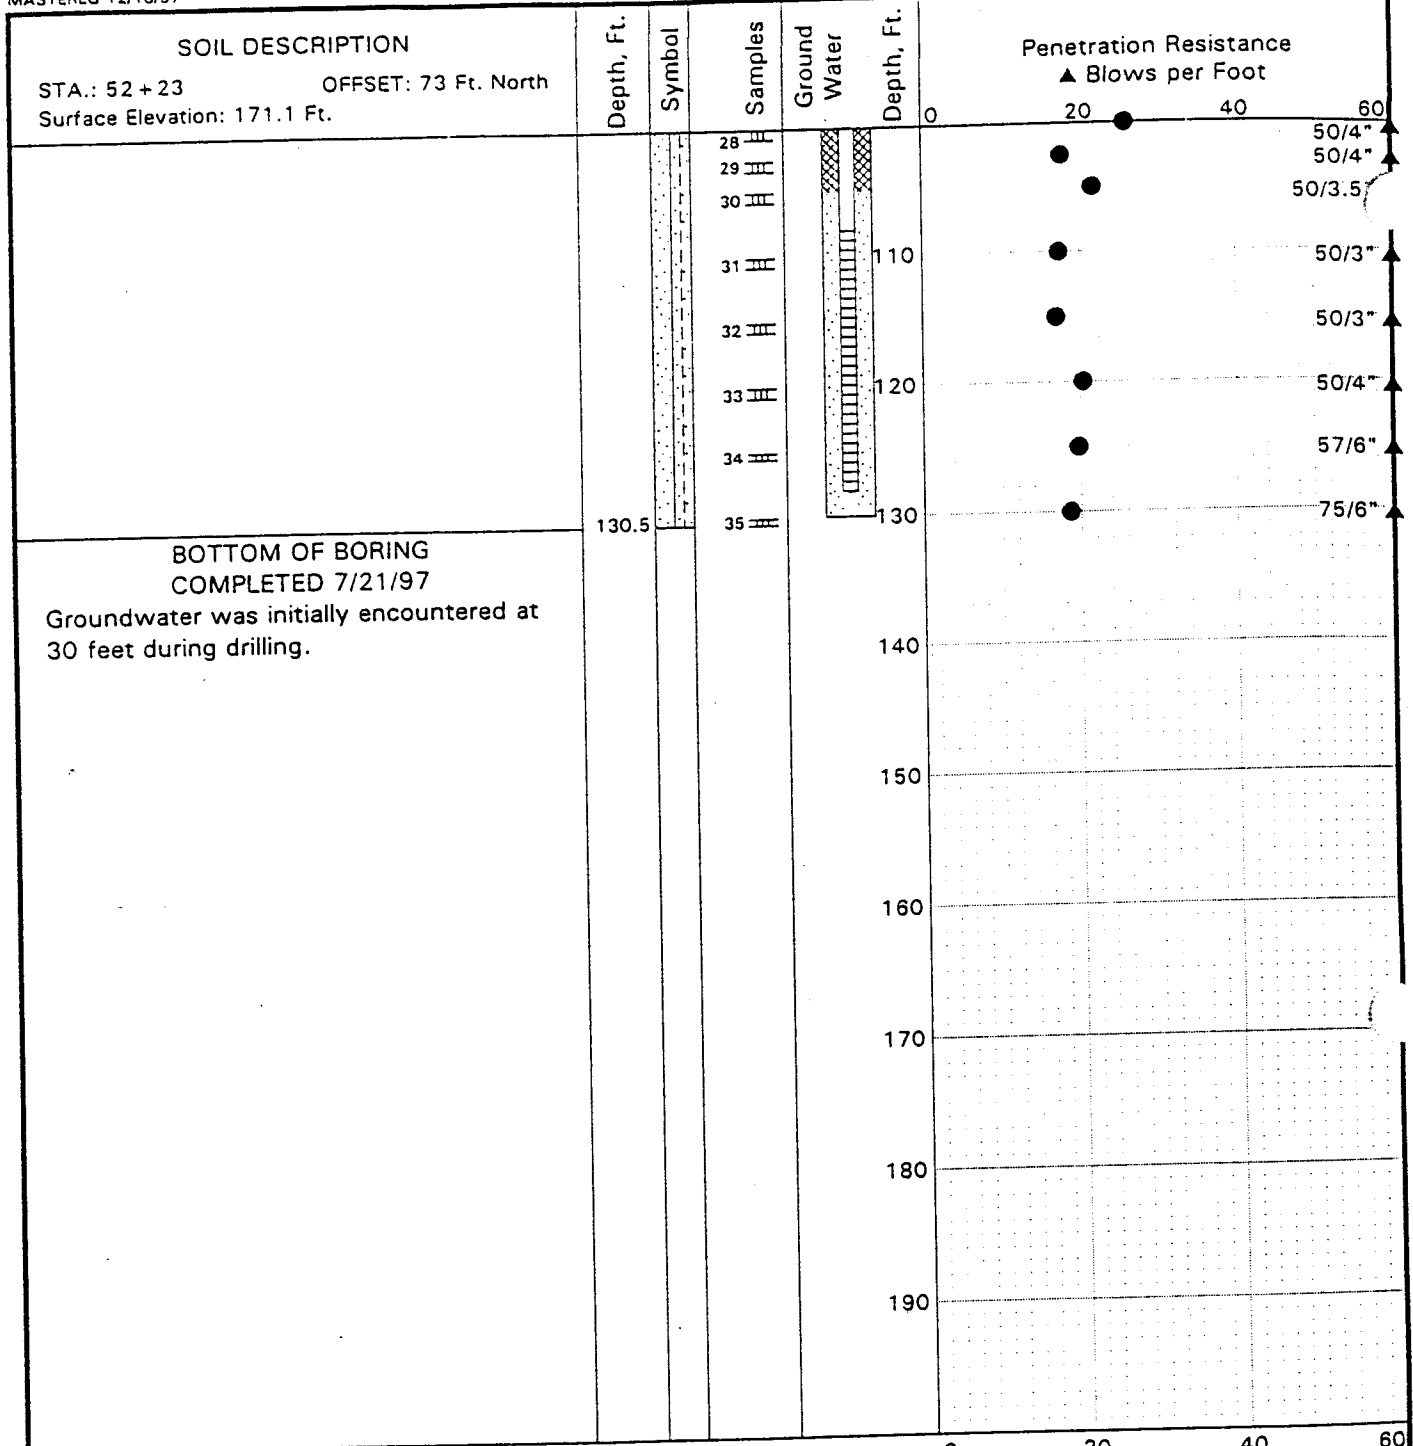 SOIL DESCRIPTION
STA.: 52 + 23 OFFSET: 73 Ft. North
Surface Elevation: 171.1 Ft.
Depth, Ft.
Symbol
Samples
Ground
Water
Depth, Ft.
Penetration Resistance
▲ Blows per Foot
0 20 40 60
28 50/4"
29 50/4"
30 50/3.5
110
31 50/3"
32 50/3"
120
33 50/4"
34 57/6"
130
130.5 35 75/6"
BOTTOM OF BORING
COMPLETED 7/21/97
Groundwater was initially encountered at
30 feet during drilling.
140
150
160
170
180
190
0 20 40 60